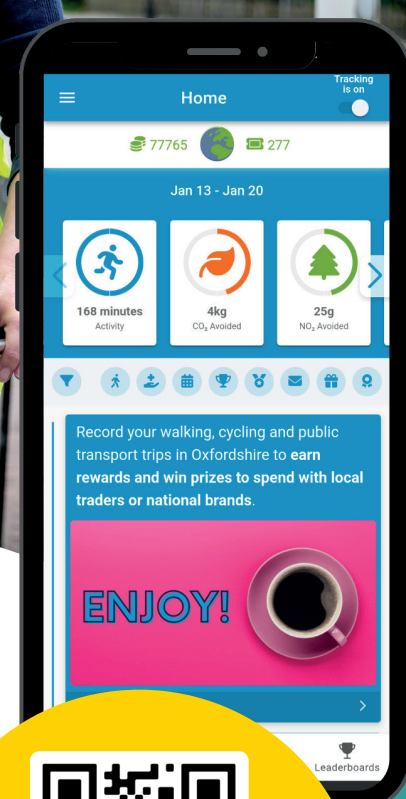 Tracking
is on
Home
77765 277
Jan 13 - Jan 20
168 minutes
Activity
4kg
CO₂ Avoided
25g
NO₂ Avoided
Record your walking, cycling and public
transport trips in Oxfordshire to earn
rewards and win prizes to spend with local
traders or national brands.
ENJOY!
Leaderboards